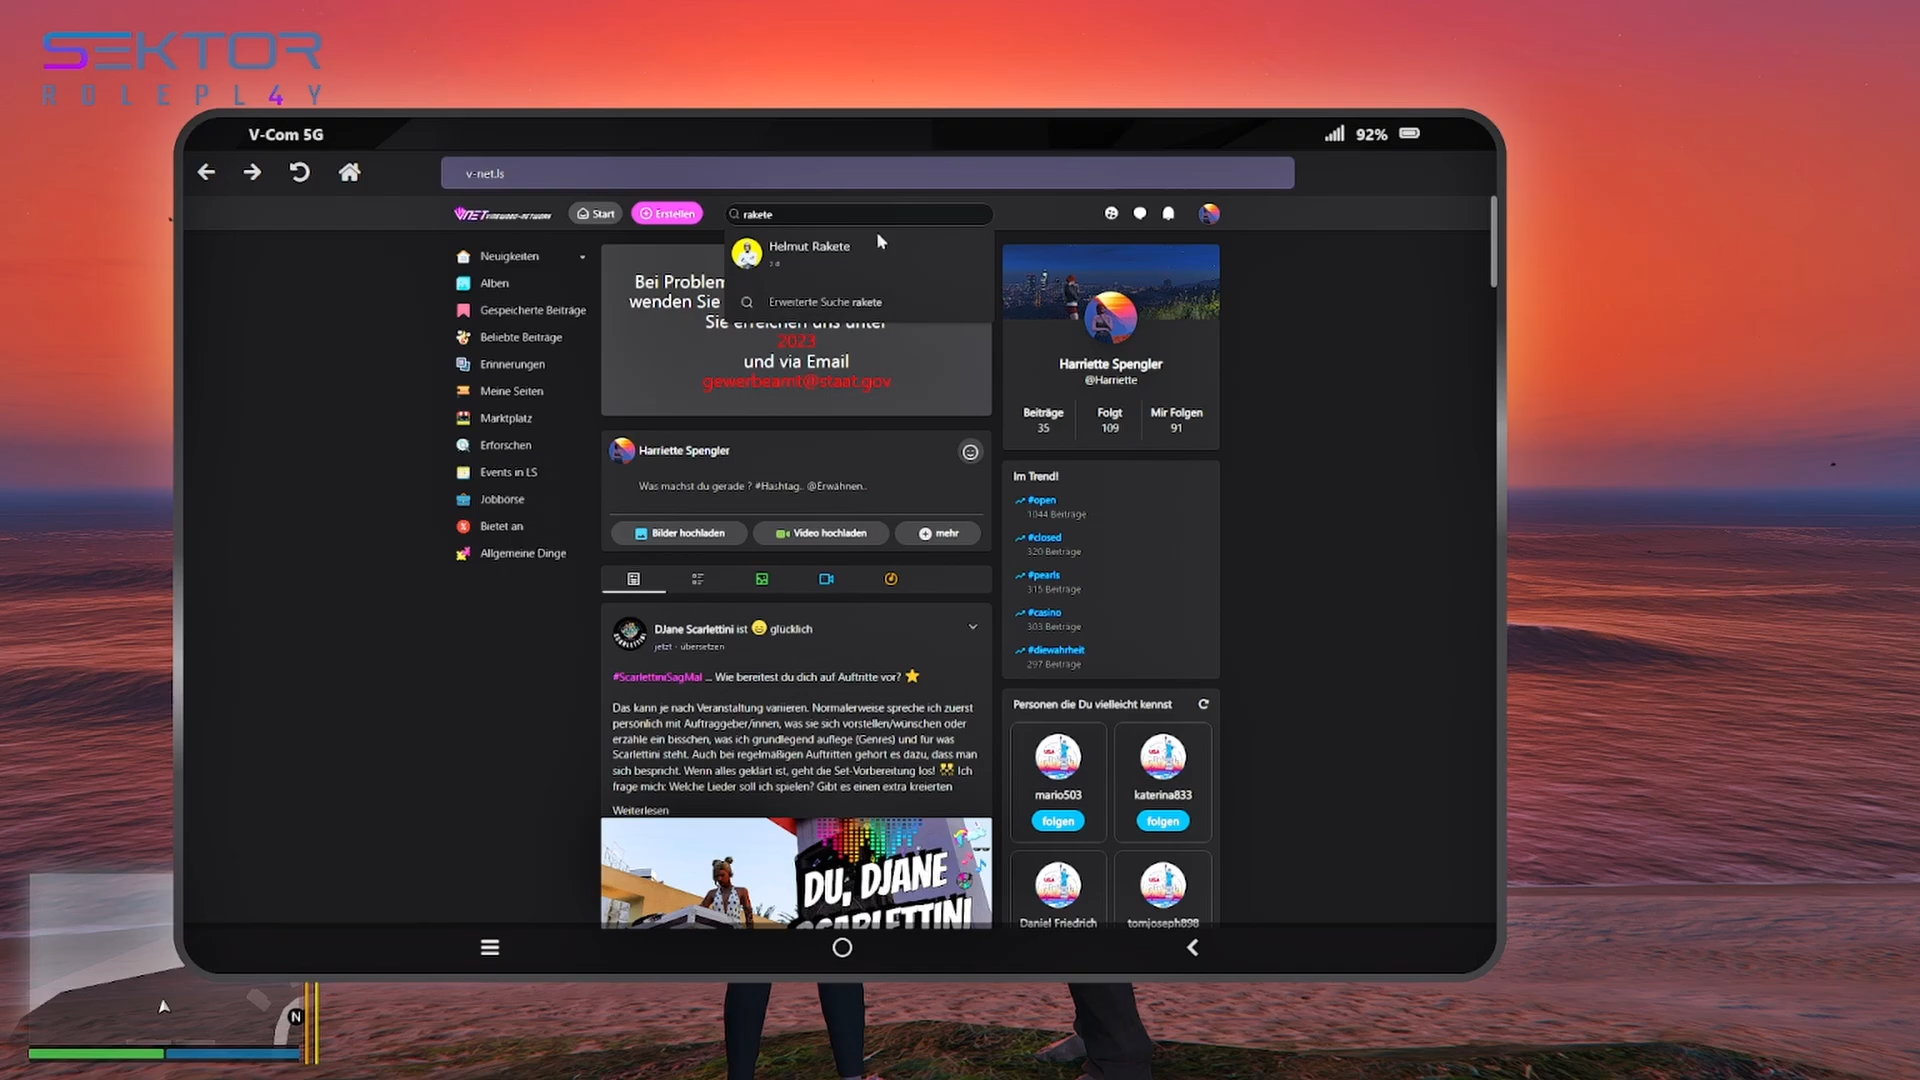 SEKTOR
ROLEPL4Y
V-Com 5G
92%
v-net.ls
VNET VINEWOOD-NETWORK
Start
Erstellen
rakete
Helmut Rakete
Erweiterte Suche rakete
Neuigkeiten
Alben
Gespeicherte Beiträge
Beliebte Beiträge
Erinnerungen
Meine Seiten
Marktplatz
Erforschen
Events in LS
Jobbörse
Bietet an
Allgemeine Dinge
Bei Problem
wenden Sie
Sie erreichen uns unter
2023
und via Email
gewerbeamt@staat.gov
Harriette Spengler
Was machst du gerade ? #Hashtag.. @Erwähnen..
Bilder hochladen
Video hochladen
mehr
DJane Scarlettini ist glücklich
jetzt - übersetzen
#ScarlettiniSagMal ... Wie bereitest du dich auf Auftritte vor?
Das kann je nach Veranstaltung variieren. Normalerweise spreche ich zuerst
persönlich mit Auftraggeber/innen, was sie sich vorstellen/wünschen oder
erzähle ein bisschen, was ich grundlegend auflege (Genres) und für was
Scarlettini steht. Auch bei regelmäßigen Auftritten gehört es dazu, dass man
sich bespricht. Wenn alles geklärt ist, geht die Set-Vorbereitung los! Ich
frage mich: Welche Lieder soll ich spielen? Gibt es einen extra kreierten
Weiterlesen
DU, DJANE
SCARLETTINI
Harriette Spengler
@Harriette
Beiträge
35
Folgt
109
Mir Folgen
91
Im Trend!
#open
1044 Beiträge
#closed
320 Beiträge
#pearls
315 Beiträge
#casino
303 Beiträge
#diewahrheit
297 Beiträge
Personen die Du vielleicht kennst
mario503
folgen
katerina833
folgen
Daniel Friedrich
tomjoseph898
N